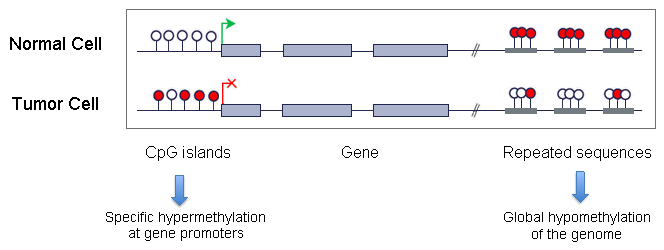 Normal Cell
Tumor Cell
CpG islands
Gene
Repeated sequences
Specific hypermethylation
at gene promoters
Global hypomethylation
of the genome